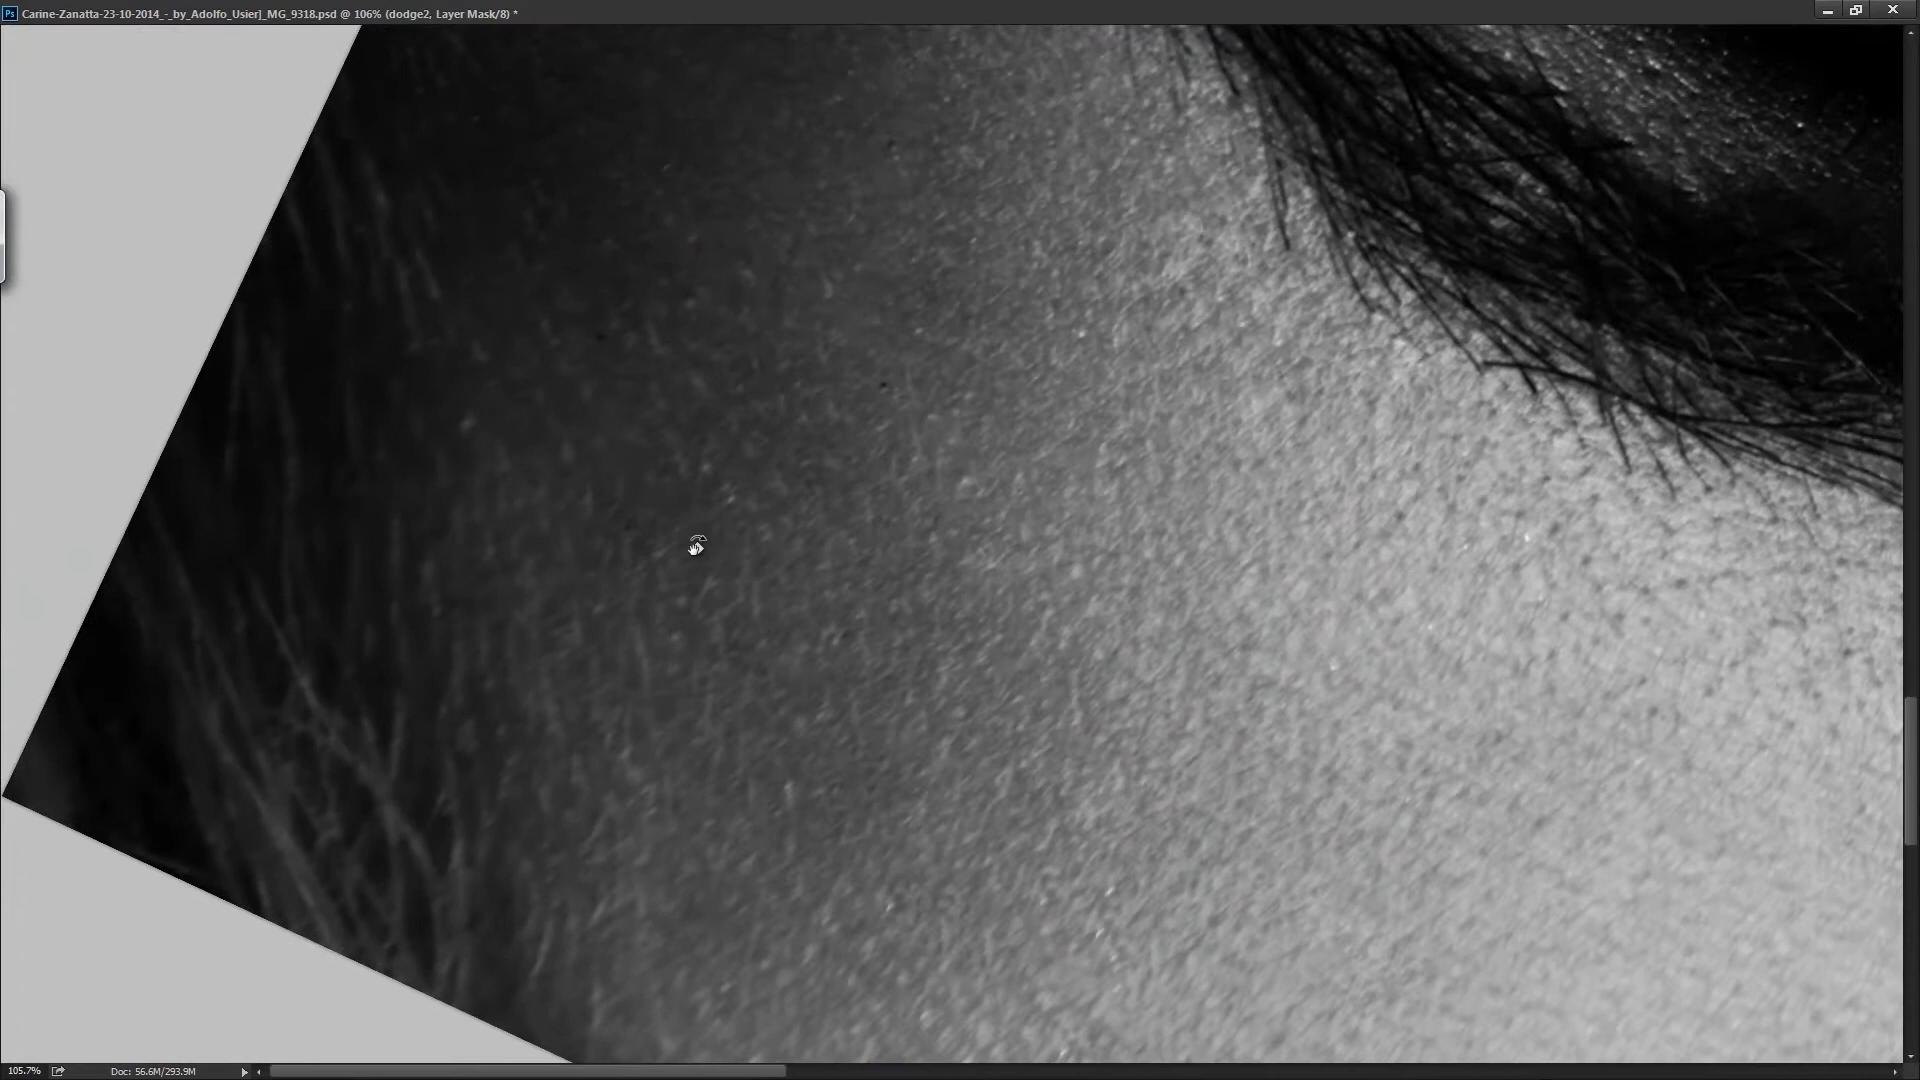 Ps Carine-Zanatta-23-10-2014_-_by_Adolfo_Usier]_MG_9318.psd @ 106% (dodge2, Layer Mask/8) *
105.7% Doc: 56.6M/293.9M